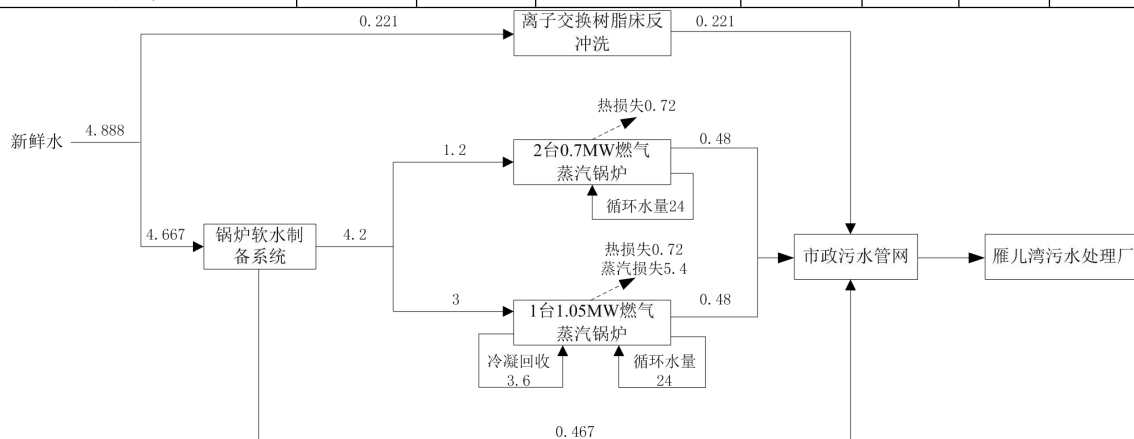 0.221
离子交换树脂床反
冲洗
0.221
新鲜水
4.888
热损失0.72
1.2
2台0.7MW燃气
蒸汽锅炉
0.48
循环水量24
4.667
锅炉软水制
备系统
4.2
热损失0.72
蒸汽损失5.4
市政污水管网
雁儿湾污水处理厂
3
1台1.05MW燃气
蒸汽锅炉
0.48
冷凝回收
3.6
循环水量
24
0.467